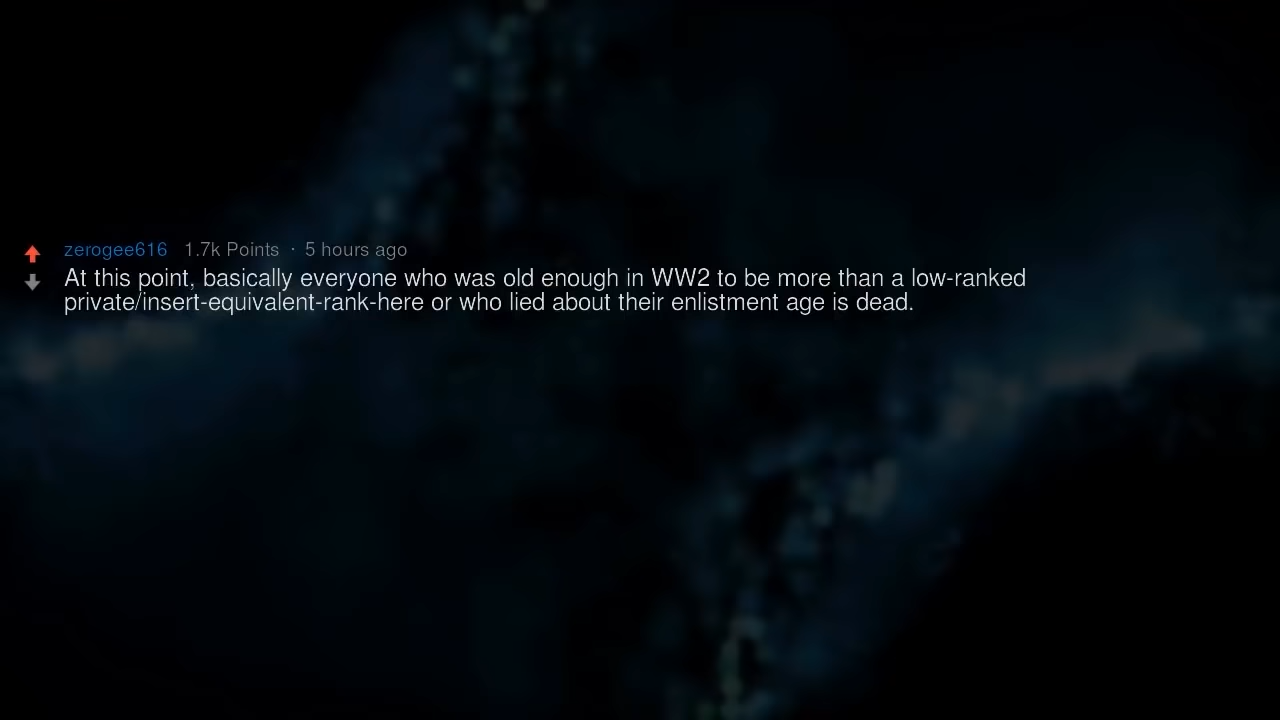 zerogee616 1.7k Points · 5 hours ago
At this point, basically everyone who was old enough in WW2 to be more than a low-ranked
private/insert-equivalent-rank-here or who lied about their enlistment age is dead.